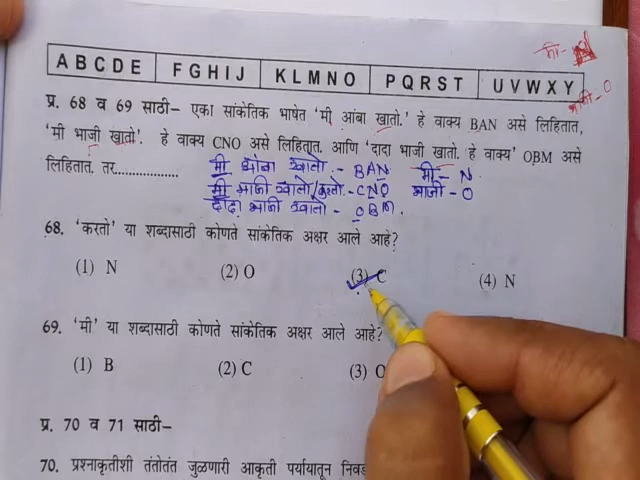 A B C D E F G H I J K L M N O P Q R S T U V W X Y
प्र. 68 व 69 साठी– एका सांकेतिक भाषेत 'मी आंबा खातो.' हे वाक्य BAN असे लिहितात,
'मी भाजी खातो'. हे वाक्य CNO असे लिहितात. आणि 'दादा भाजी खातो. हे वाक्य' OBM असे
लिहितात. तर..................
मी आंबा खातो.- BAN मी - N
मी भाजी खातो/करतो.- CNO भाजी - O
दादा भाजी खातो - OBM.
68. 'करतो' या शब्दासाठी कोणते सांकेतिक अक्षर आले आहे?
(1) N (2) O (3) C (4) N
69. 'मी' या शब्दासाठी कोणते सांकेतिक अक्षर आले आहे?
(1) B (2) C (3) O
प्र. 70 व 71 साठी–
70. प्रश्नाकृतीशी तंतोतंत जुळणारी आकृती पर्यायातून निवड